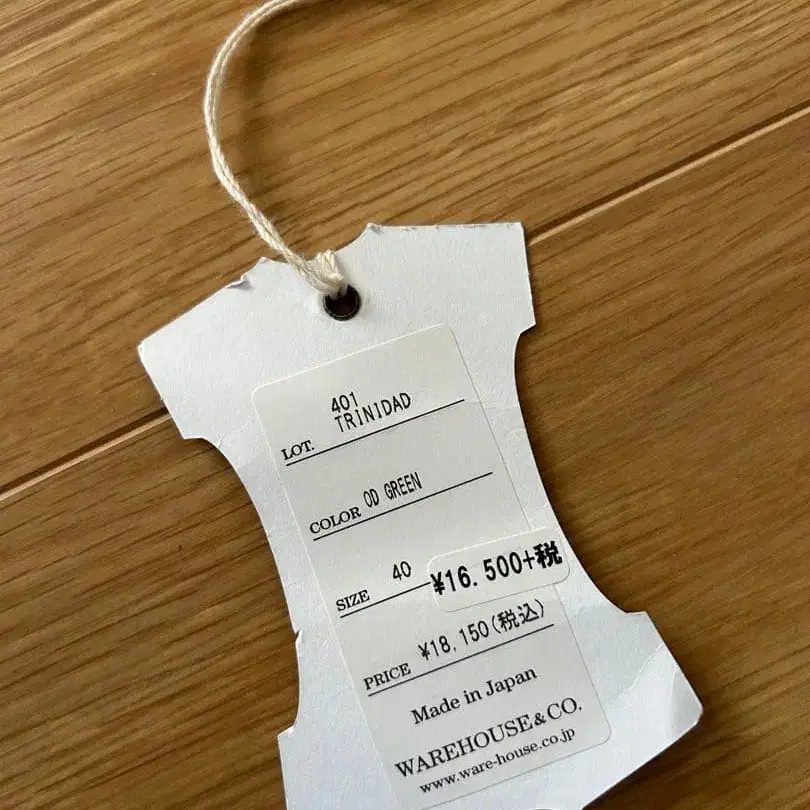 401
LOT. TRINIDAD
COLOR OD GREEN
SIZE 40
¥16.500+税
PRICE ¥18,150(税込)
Made in Japan
WAREHOUSE&CO.
www.ware-house.co.jp